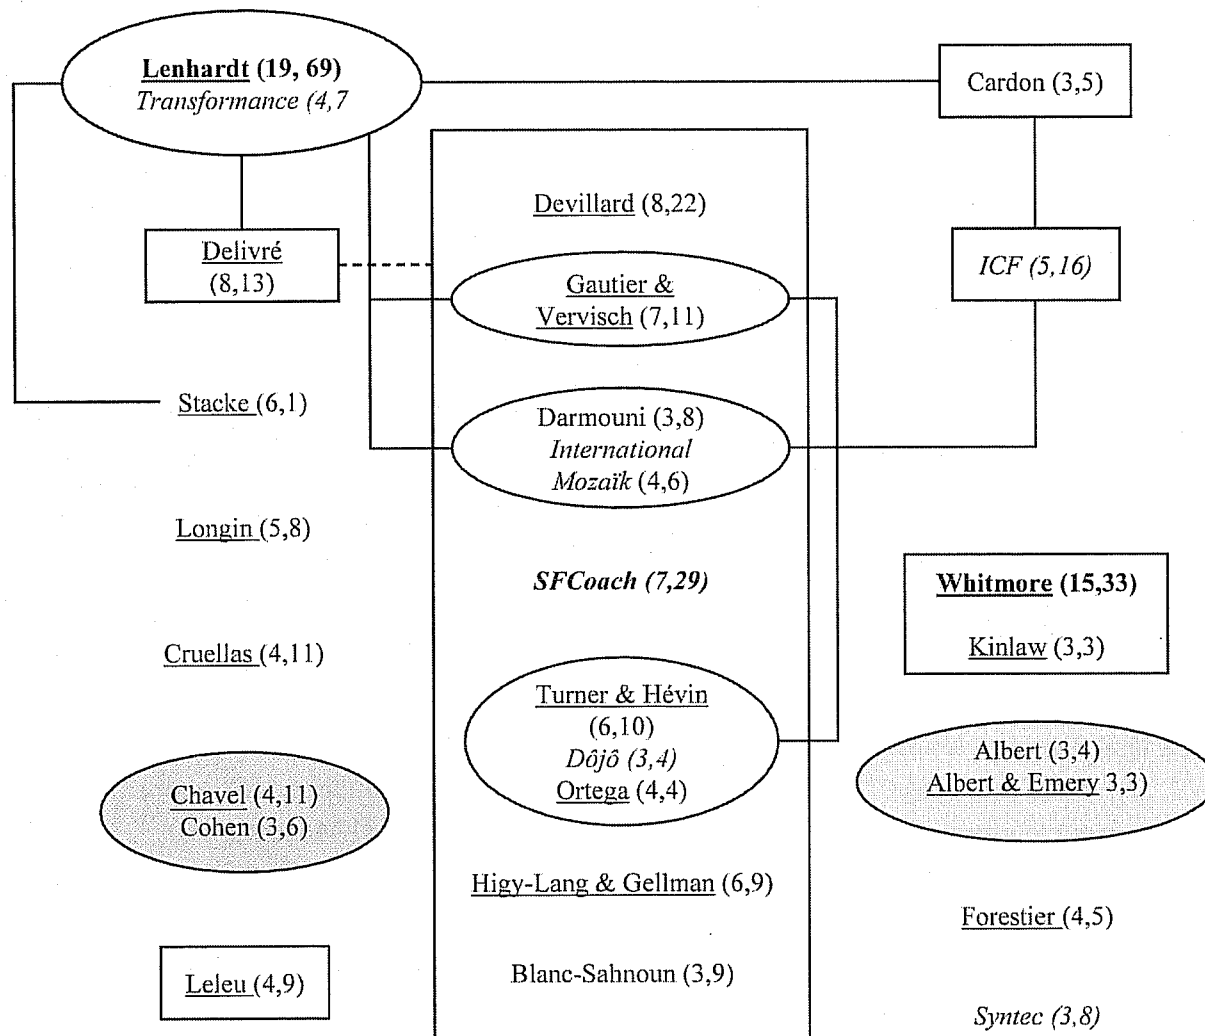 Lenhardt (19, 69)
Transformance (4,7
Cardon (3,5)
Devillard (8,22)
Delivré
(8,13)
ICF (5,16)
Gautier &
Vervisch (7,11)
Stacke (6,1)
Darmouni (3,8)
International
Mozaïk (4,6)
Longin (5,8)
SFCoach (7,29)
Whitmore (15,33)
Kinlaw (3,3)
Cruellas (4,11)
Turner & Hévin
(6,10)
Dôjô (3,4)
Ortega (4,4)
Albert (3,4)
Albert & Emery 3,3)
Chavel (4,11)
Cohen (3,6)
Higy-Lang & Gellman (6,9)
Forestier (4,5)
Leleu (4,9)
Blanc-Sahnoun (3,9)
Syntec (3,8)